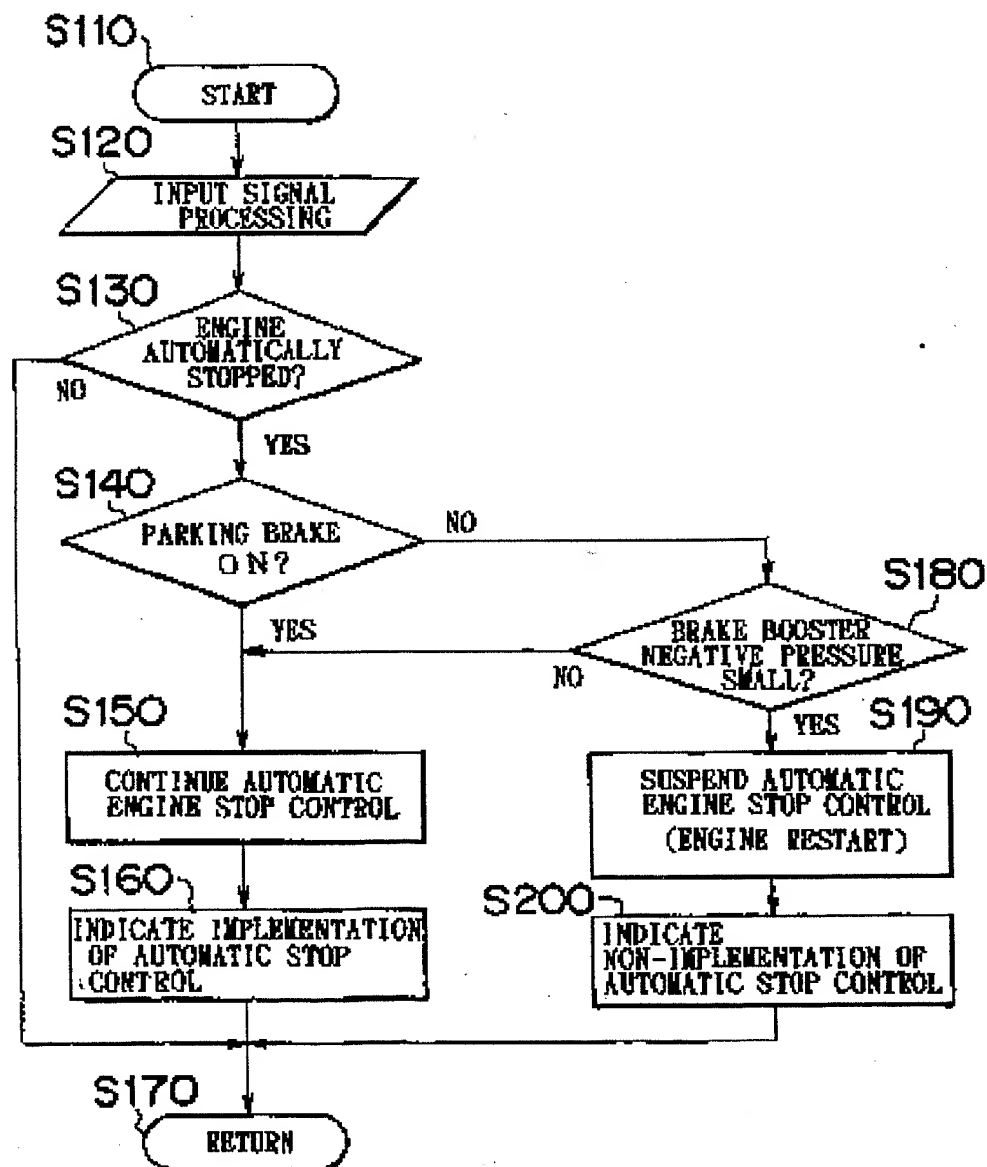 S110
START
S120
INPUT SIGNAL
PROCESSING
S130
ENGINE
AUTOMATICALLY
STOPPED?
NO
YES
S140
PARKING BRAKE
ON?
NO
YES
S180
BRAKE BOOSTER
NEGATIVE PRESSURE
SMALL?
NO
YES
S150
CONTINUE AUTOMATIC
ENGINE STOP CONTROL
S190
SUSPEND AUTOMATIC
ENGINE STOP CONTROL
(ENGINE RESTART)
S160
INDICATE IMPLEMENTATION
OF AUTOMATIC STOP
CONTROL
S200
INDICATE
NON-IMPLEMENTATION OF
AUTOMATIC STOP CONTROL
S170
RETURN